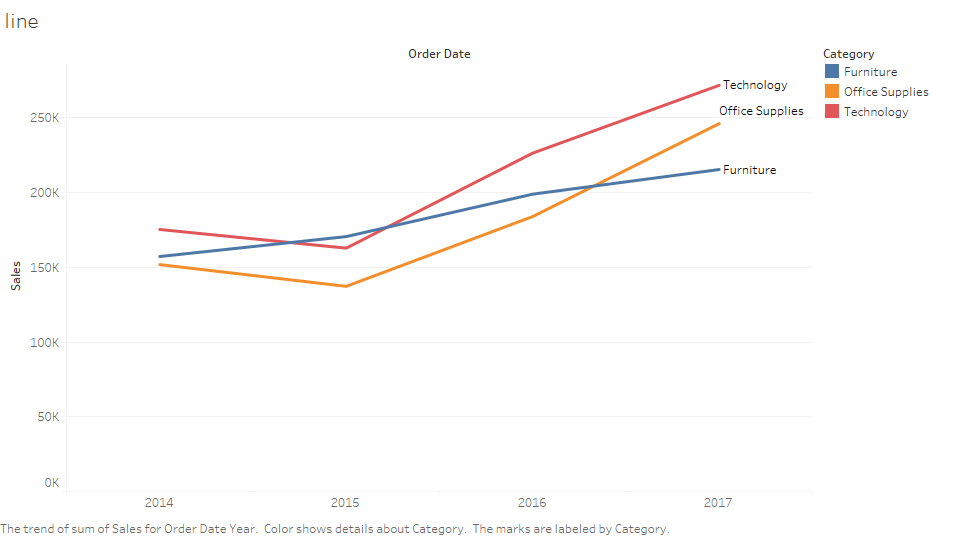 line
Order Date
Category
Furniture
Office Supplies
Technology
Technology
Office Supplies
Furniture
250K
200K
150K
100K
50K
0K
Sales
2014 2015 2016 2017
The trend of sum of Sales for Order Date Year. Color shows details about Category. The marks are labeled by Category.